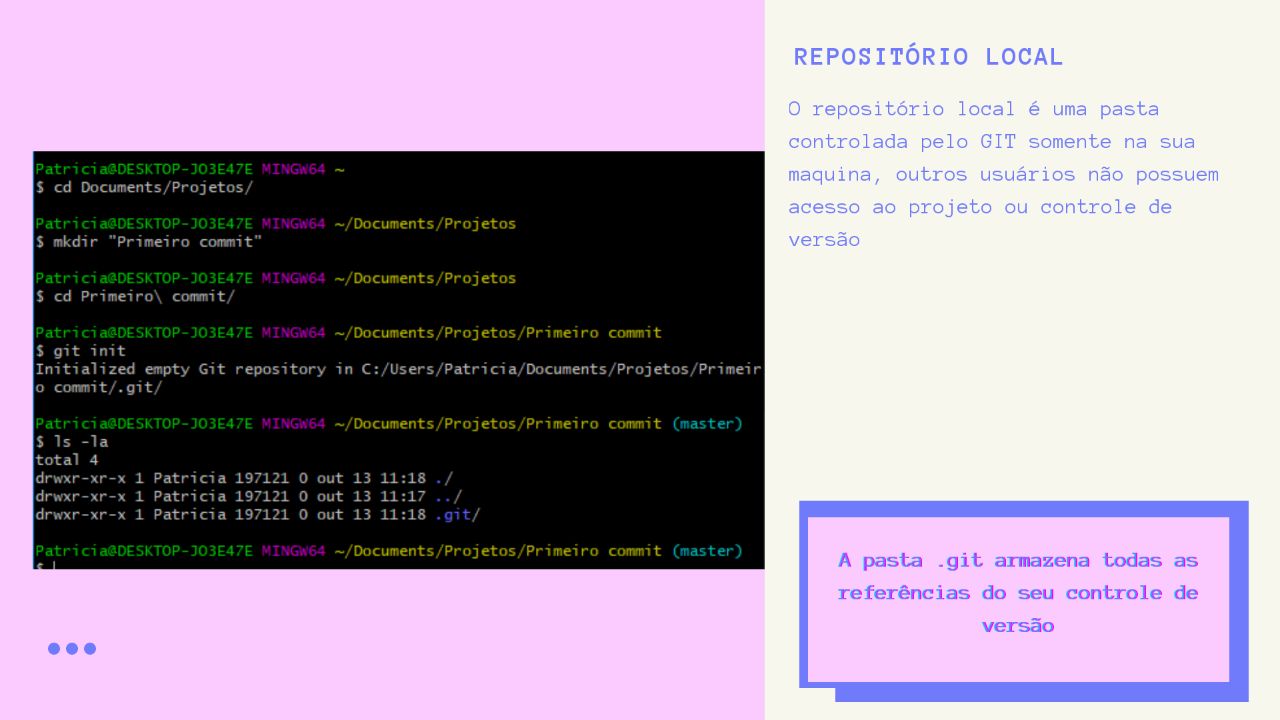 Patricia@DESKTOP-JO3E47E MINGW64 ~
$ cd Documents/Projetos/
Patricia@DESKTOP-JO3E47E MINGW64 ~/Documents/Projetos
$ mkdir "Primeiro commit"
Patricia@DESKTOP-JO3E47E MINGW64 ~/Documents/Projetos
$ cd Primeiro\ commit/
Patricia@DESKTOP-JO3E47E MINGW64 ~/Documents/Projetos/Primeiro commit
$ git init
Initialized empty Git repository in C:/Users/Patricia/Documents/Projetos/Primeir
o commit/.git/
Patricia@DESKTOP-JO3E47E MINGW64 ~/Documents/Projetos/Primeiro commit (master)
$ ls -la
total 4
drwxr-xr-x 1 Patricia 197121 0 out 13 11:18 ./
drwxr-xr-x 1 Patricia 197121 0 out 13 11:17 ../
drwxr-xr-x 1 Patricia 197121 0 out 13 11:18 .git/
Patricia@DESKTOP-JO3E47E MINGW64 ~/Documents/Projetos/Primeiro commit (master)
$
REPOSITÓRIO LOCAL
O repositório local é uma pasta
controlada pelo GIT somente na sua
maquina, outros usuários não possuem
acesso ao projeto ou controle de
versão
A pasta .git armazena todas as
referências do seu controle de
versão